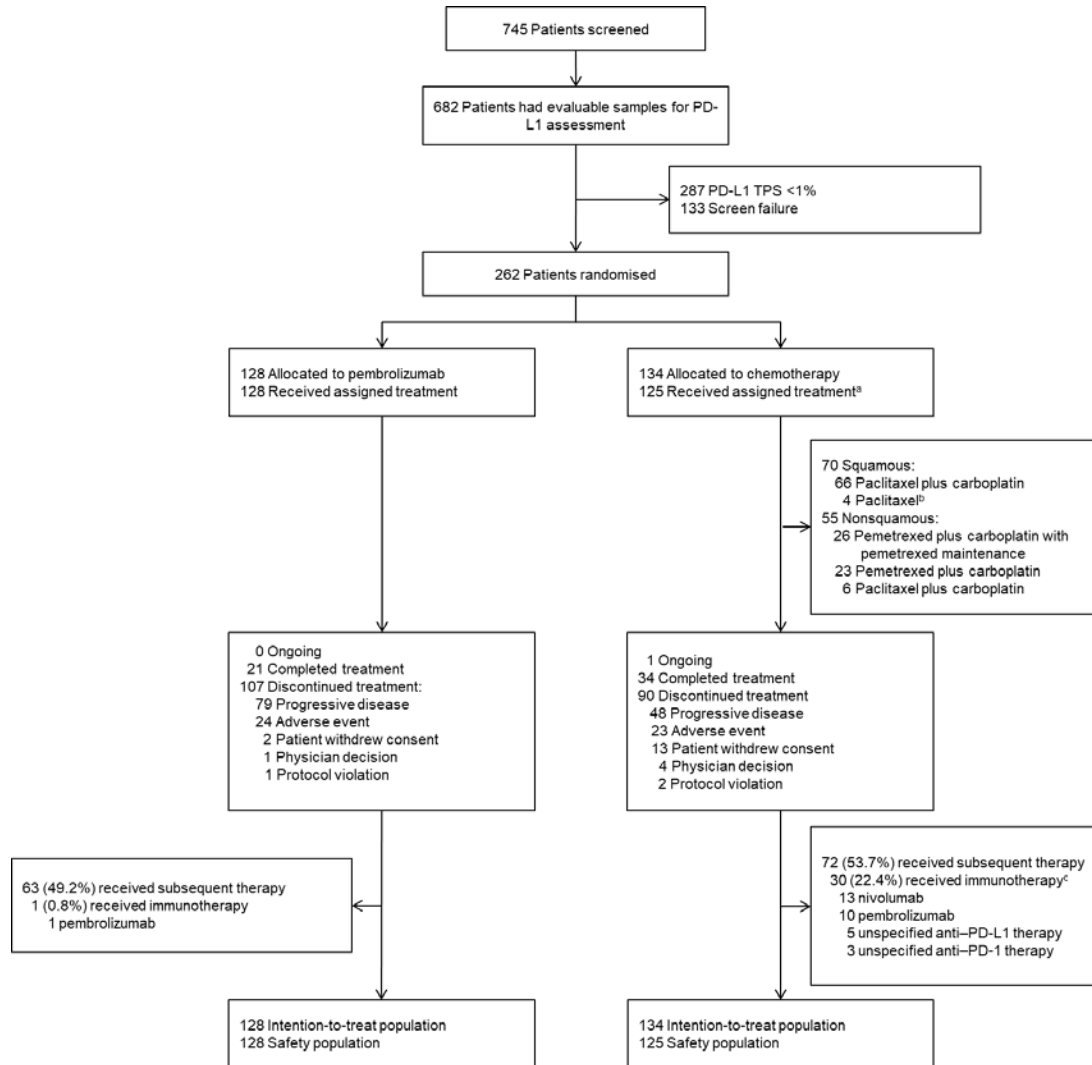 745 Patients screened
682 Patients had evaluable samples for PD-
L1 assessment
287 PD-L1 TPS <1%
133 Screen failure
262 Patients randomised
128 Allocated to pembrolizumab
128 Received assigned treatment
134 Allocated to chemotherapy
125 Received assigned treatmentᵃ
70 Squamous:
66 Paclitaxel plus carboplatin
4 Paclitaxelᵇ
55 Nonsquamous:
26 Pemetrexed plus carboplatin with
pemetrexed maintenance
23 Pemetrexed plus carboplatin
6 Paclitaxel plus carboplatin
0 Ongoing
21 Completed treatment
107 Discontinued treatment:
79 Progressive disease
24 Adverse event
2 Patient withdrew consent
1 Physician decision
1 Protocol violation
1 Ongoing
34 Completed treatment
90 Discontinued treatment
48 Progressive disease
23 Adverse event
13 Patient withdrew consent
4 Physician decision
2 Protocol violation
63 (49.2%) received subsequent therapy
1 (0.8%) received immunotherapy
1 pembrolizumab
72 (53.7%) received subsequent therapy
30 (22.4%) received immunotherapyᶜ
13 nivolumab
10 pembrolizumab
5 unspecified anti–PD-L1 therapy
3 unspecified anti–PD-1 therapy
128 Intention-to-treat population
128 Safety population
134 Intention-to-treat population
125 Safety population